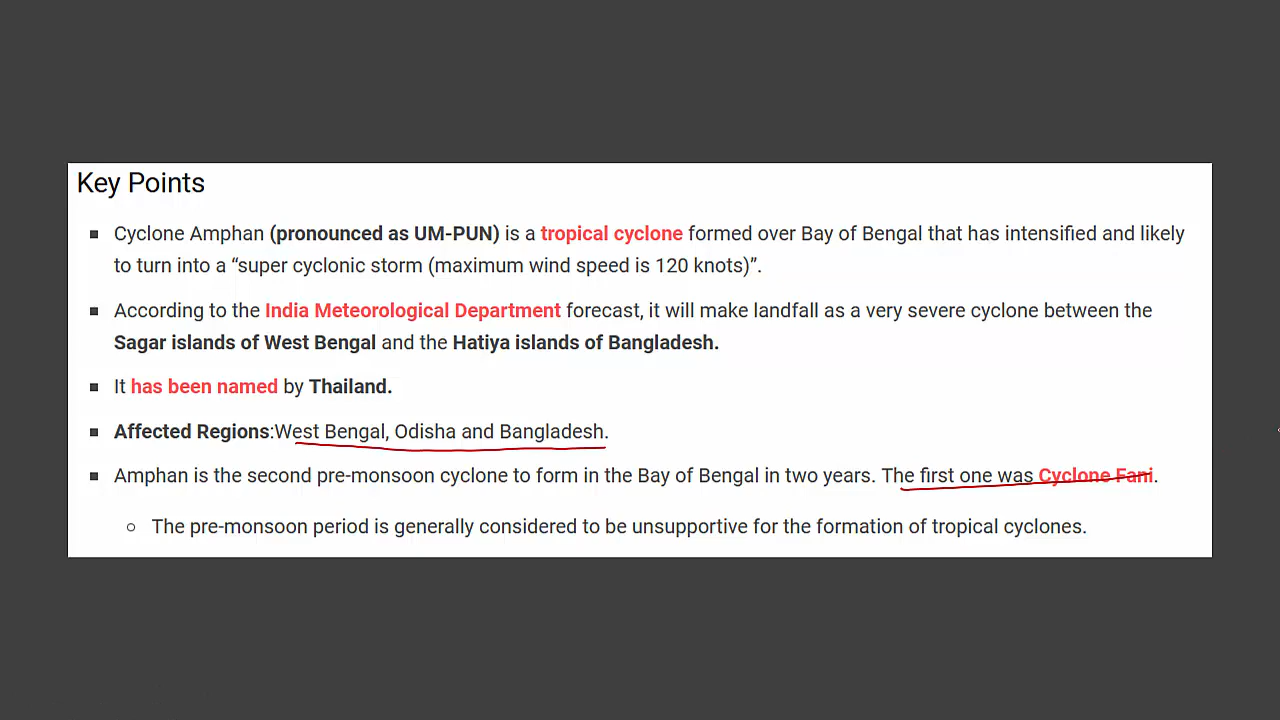 Key Points
Cyclone Amphan (pronounced as UM-PUN) is a tropical cyclone formed over Bay of Bengal that has intensified and likely
to turn into a “super cyclonic storm (maximum wind speed is 120 knots)”.
According to the India Meteorological Department forecast, it will make landfall as a very severe cyclone between the
Sagar islands of West Bengal and the Hatiya islands of Bangladesh.
It has been named by Thailand.
Affected Regions:West Bengal, Odisha and Bangladesh.
Amphan is the second pre-monsoon cyclone to form in the Bay of Bengal in two years. The first one was Cyclone Fani.
The pre-monsoon period is generally considered to be unsupportive for the formation of tropical cyclones.